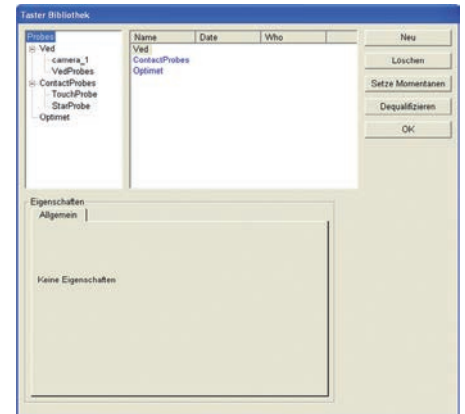 Taster Bibliothek
Probes
Ved
camera_1
VedProbes
ContactProbes
TouchProbe
StarProbe
Optimet
Name Date Who
Ved
ContactProbes
Optimet
Neu
Löschen
Setze Momentanen
Dequalifizieren
OK
Eigenschaften
Allgemein
Keine Eigenschaften